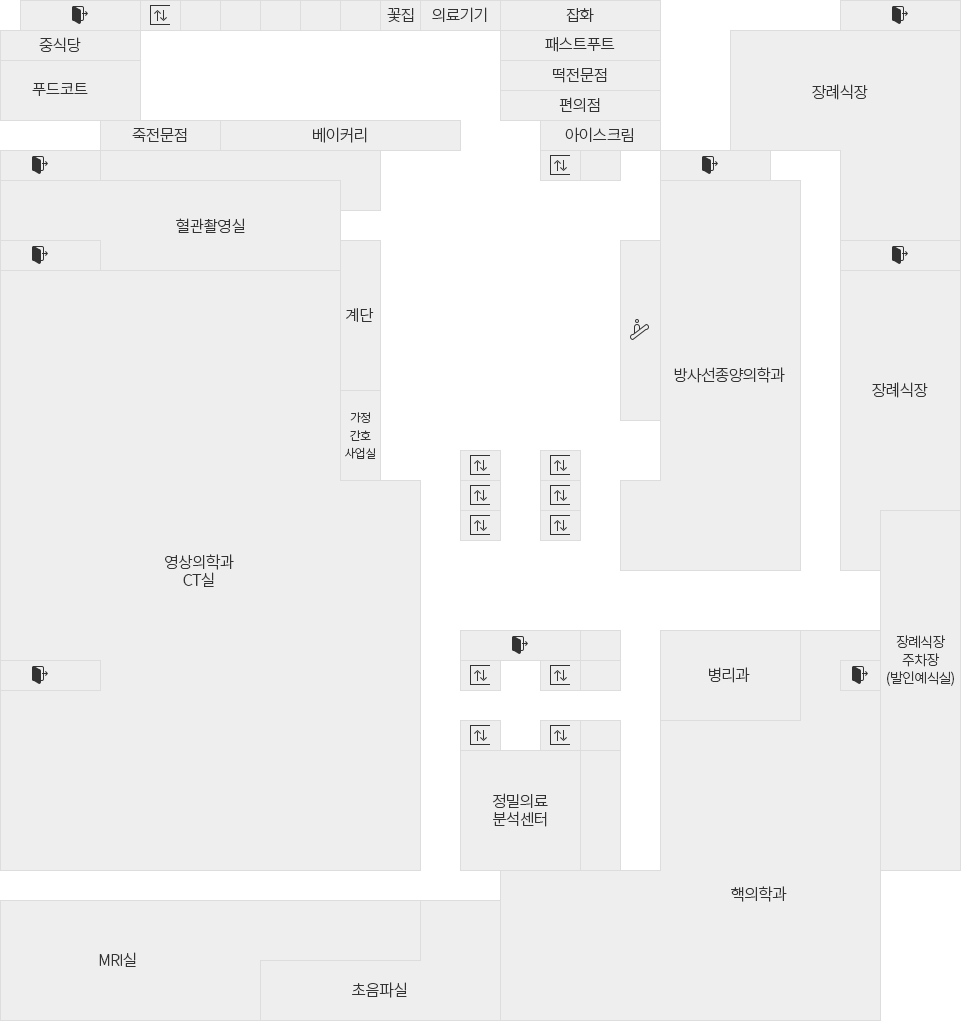 꽃집
의료기기
잡화
중식당
패스트푸트
떡전문점
푸드코트
장례식장
편의점
죽전문점
베이커리
아이스크림
혈관촬영실
계단
방사선종양의학과
장례식장
가정
간호
사업실
영상의학과
CT실
장례식장
주차장
(발인예식실)
병리과
정밀의료
분석센터
핵의학과
MRI실
초음파실